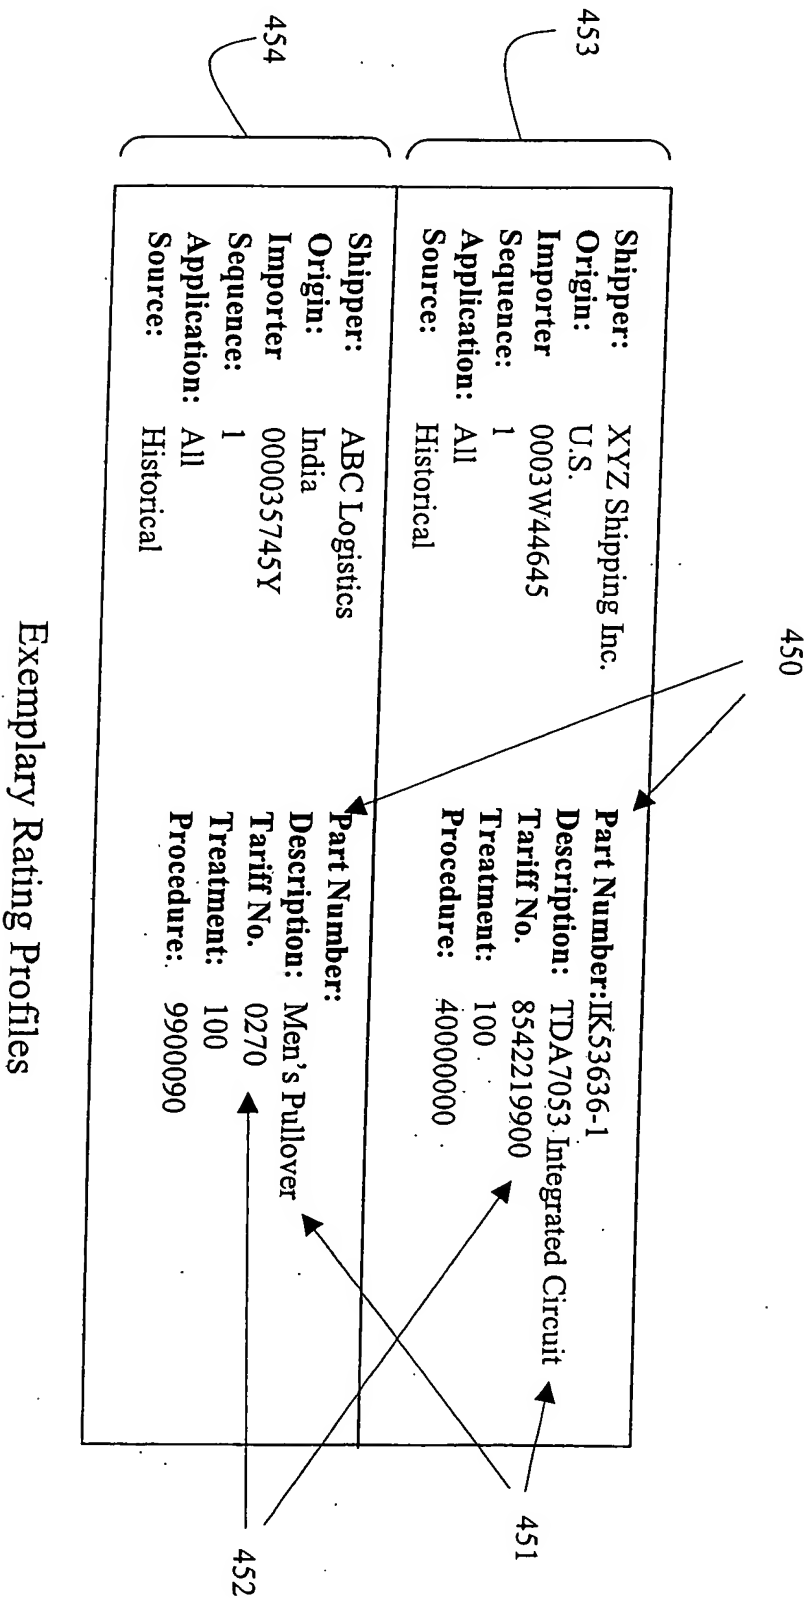 450
453
Shipper: XYZ Shipping Inc.
Origin: U.S.
Importer 0003W44645
Sequence: 1
Application: All
Source: Historical
Part Number:IK53636-1
Description: TDA7053 Integrated Circuit
Tariff No. 8542219900
Treatment: 100
Procedure: 40000000
451
454
Shipper: ABC Logistics
Origin: India
Importer 000035745Y
Sequence: 1
Application: All
Source: Historical
Part Number:
Description: Men's Pullover
Tariff No. 0270
Treatment: 100
Procedure: 9900090
452
Exemplary Rating Profiles